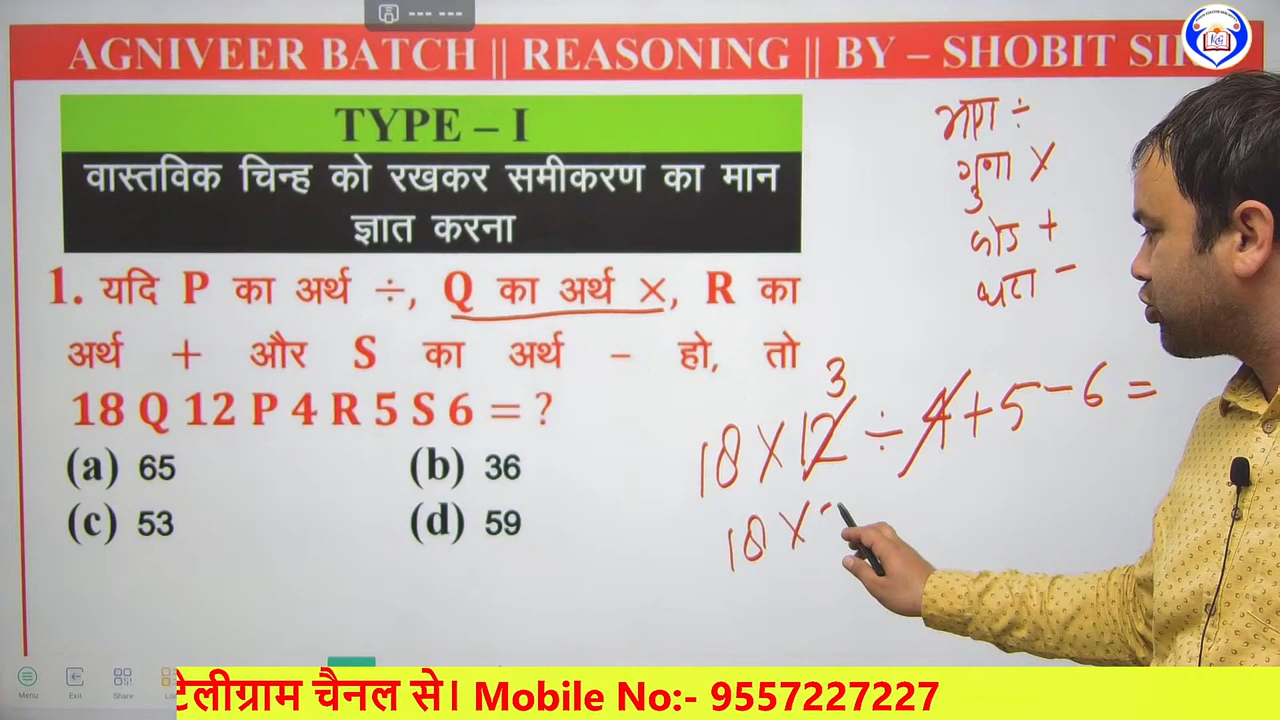 AGNIVEER BATCH || REASONING || BY – SHOBIT SIR
TYPE – I
वास्तविक चिन्ह को रखकर समीकरण का मान
ज्ञात करना
1. यदि P का अर्थ ÷, Q का अर्थ ×, R का
अर्थ + और S का अर्थ – हो, तो
18 Q 12 P 4 R 5 S 6 = ?
(a) 65 (b) 36
(c) 53 (d) 59
भाग ÷
गुणा ×
जोड +
घटा -
3
18 × 12 ÷ 4 + 5 - 6 =
18 ×
Menu Exit Share
टेलीग्राम चैनल से। Mobile No:- 9557227227